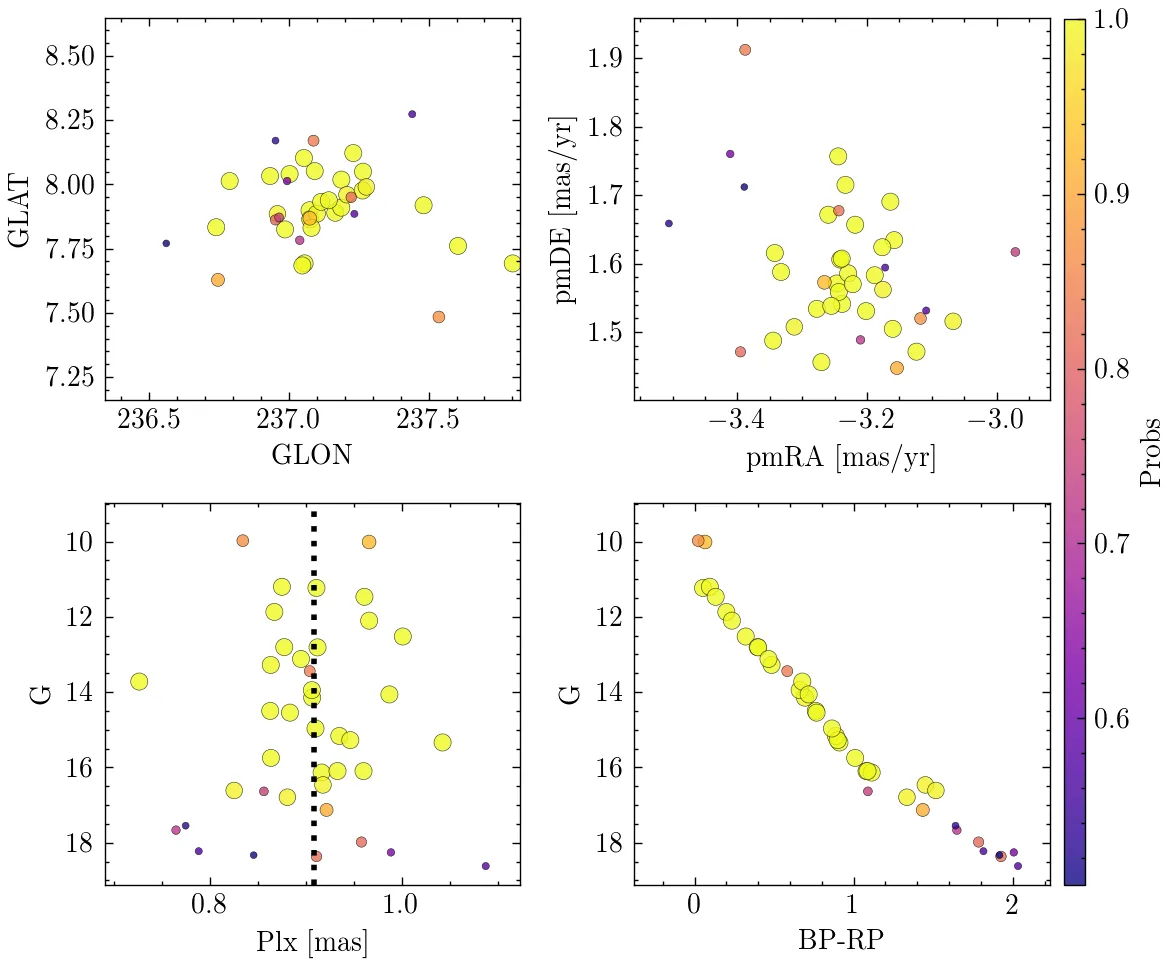 8.50
8.25
8.00
7.75
7.50
7.25
GLAT
236.5 237.0 237.5
GLON
1.9
1.8
1.7
1.6
1.5
pmDE [mas/yr]
−3.4 −3.2 −3.0
pmRA [mas/yr]
10
12
14
16
18
G
0.8 1.0
Plx [mas]
10
12
14
16
18
G
0 1 2
BP-RP
1.0
0.9
0.8
0.7
0.6
Probs